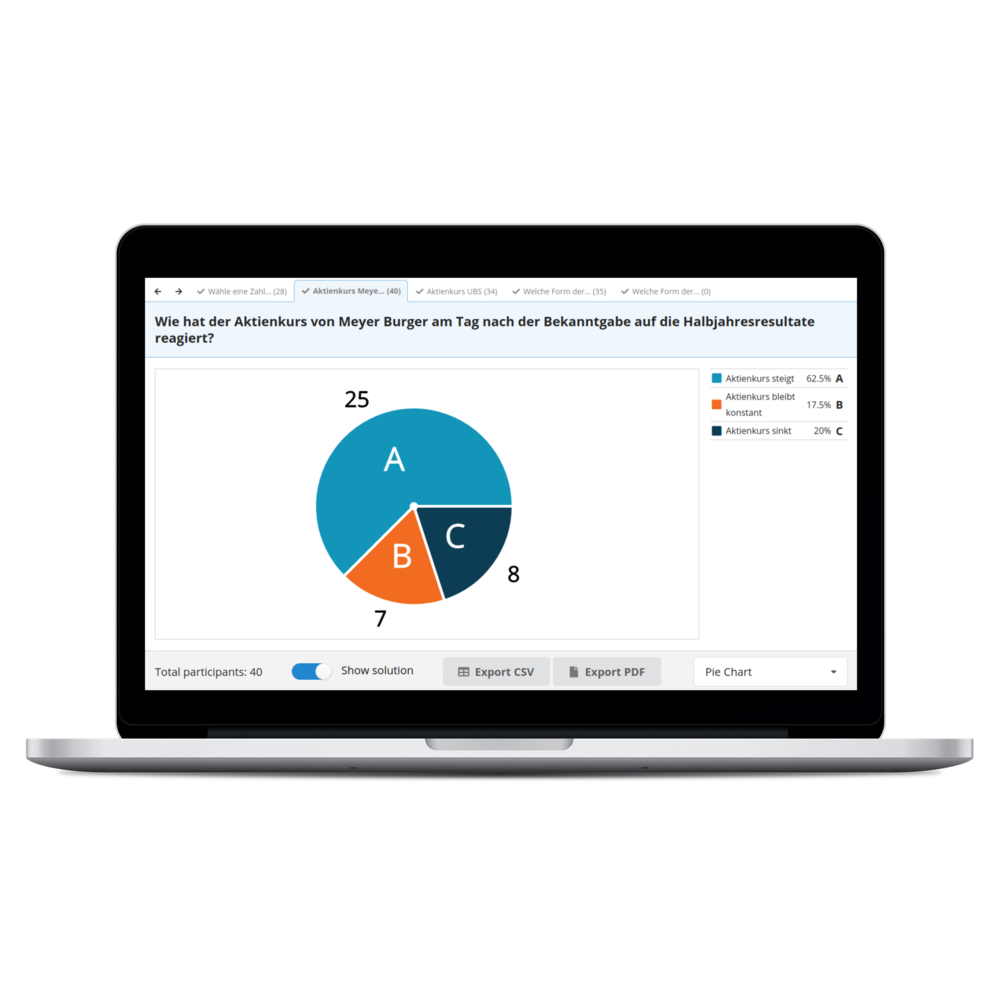 Wähle eine Zahl... (28) Aktienkurs Meye... (40) Aktienkurs UBS (34) Welche Form der... (35) Welche Form der... (0)
Wie hat der Aktienkurs von Meyer Burger am Tag nach der Bekanntgabe auf die Halbjahresresultate
reagiert?
25
A
B
C
7
8
Aktienkurs steigt 62.5% A
Aktienkurs bleibt
konstant 17.5% B
Aktienkurs sinkt 20% C
Total participants: 40 Show solution Export CSV Export PDF Pie Chart